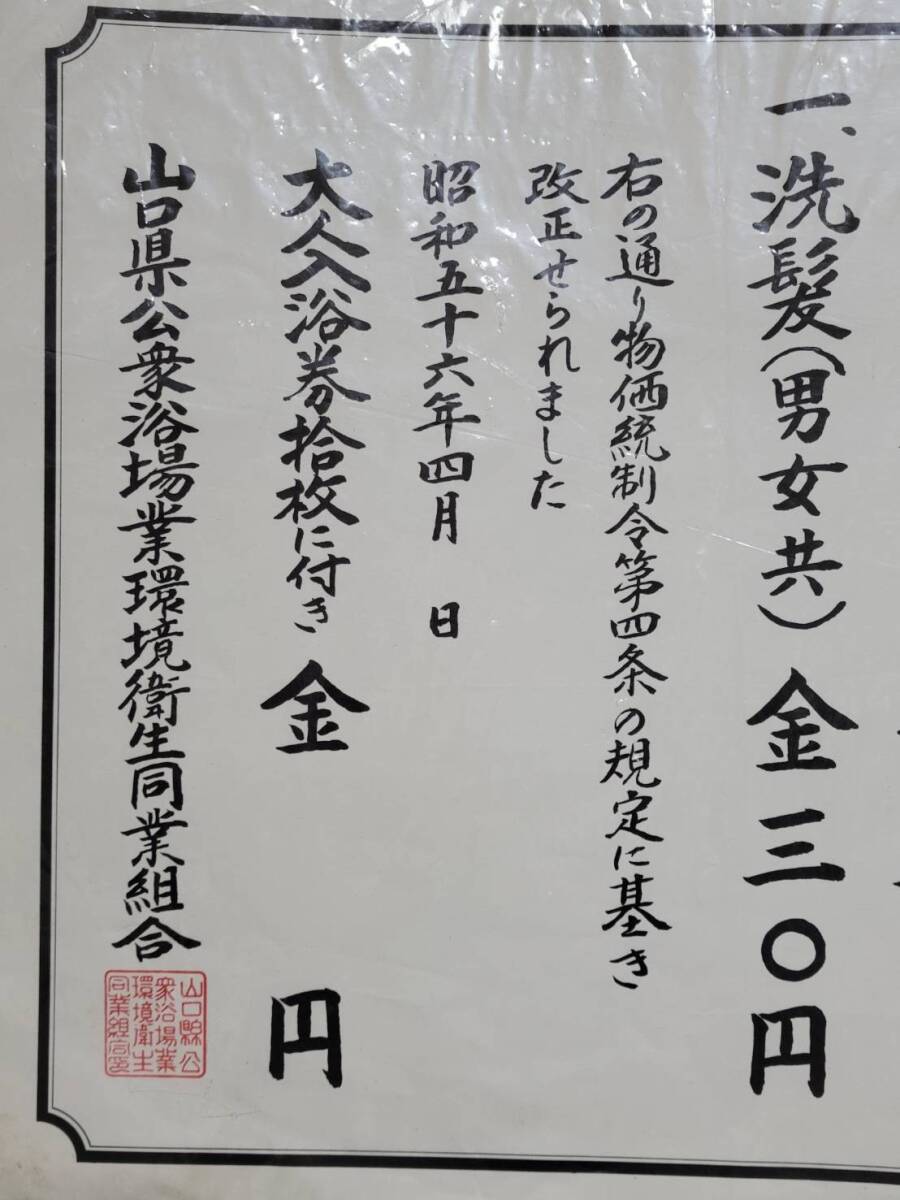 一、洗髪(男女共)金三〇円
右の通り物価統制令第四条の規定に基き
改正せられました
昭和五十六年四月 日
大人入浴券拾枚に付き 金 円
山口県公衆浴場業環境衛生同業組合
山口縣公
衆浴場業
環境衛生
同業組合印